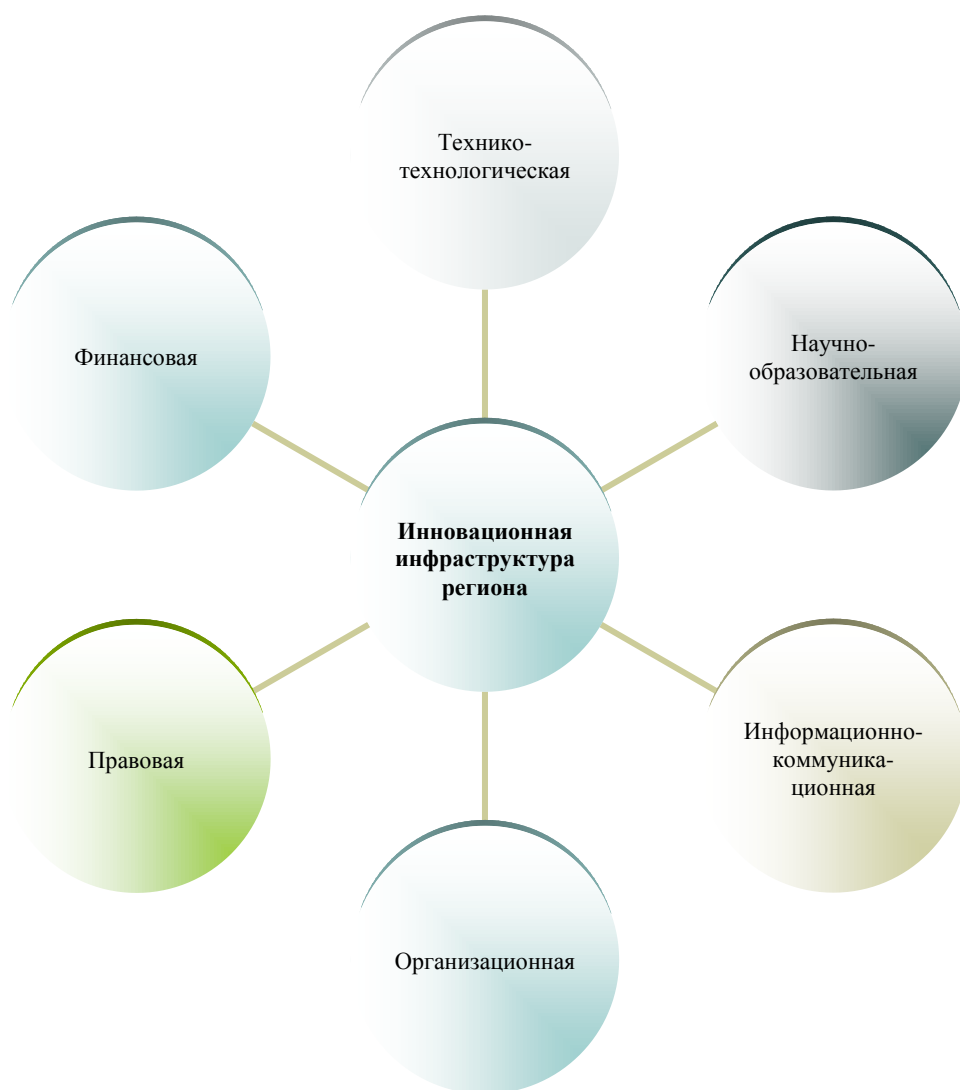 Технико-
технологическая
Научно-
образовательная
Финансовая
Инновационная
инфраструктура
региона
Информационно-
коммуника-
ционная
Правовая
Организационная